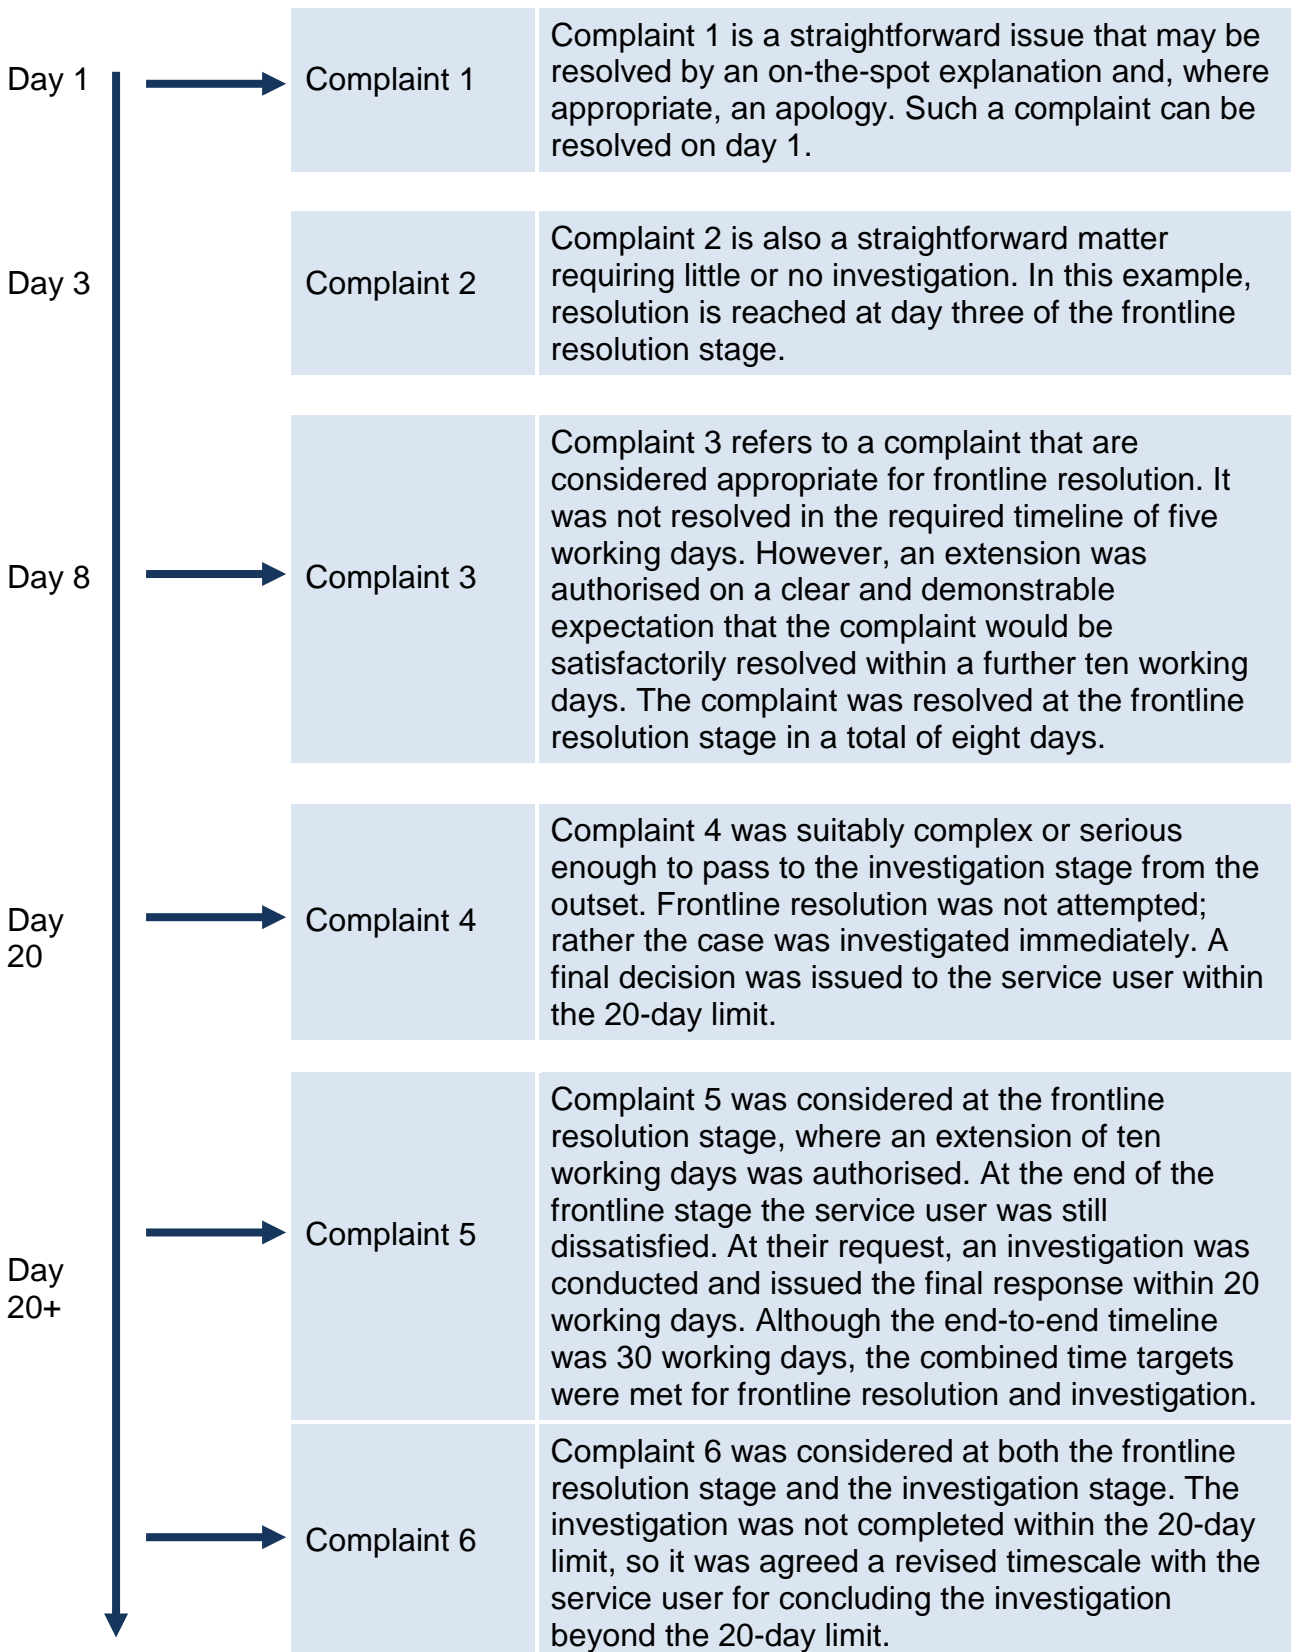 Day 1
Complaint 1
Complaint 1 is a straightforward issue that may be
resolved by an on-the-spot explanation and, where
appropriate, an apology. Such a complaint can be
resolved on day 1.
Day 3
Complaint 2
Complaint 2 is also a straightforward matter
requiring little or no investigation. In this example,
resolution is reached at day three of the frontline
resolution stage.
Day 8
Complaint 3
Complaint 3 refers to a complaint that are
considered appropriate for frontline resolution. It
was not resolved in the required timeline of five
working days. However, an extension was
authorised on a clear and demonstrable
expectation that the complaint would be
satisfactorily resolved within a further ten working
days. The complaint was resolved at the frontline
resolution stage in a total of eight days.
Day
20
Complaint 4
Complaint 4 was suitably complex or serious
enough to pass to the investigation stage from the
outset. Frontline resolution was not attempted;
rather the case was investigated immediately. A
final decision was issued to the service user within
the 20-day limit.
Day
20+
Complaint 5
Complaint 5 was considered at the frontline
resolution stage, where an extension of ten
working days was authorised. At the end of the
frontline stage the service user was still
dissatisfied. At their request, an investigation was
conducted and issued the final response within 20
working days. Although the end-to-end timeline
was 30 working days, the combined time targets
were met for frontline resolution and investigation.
Complaint 6
Complaint 6 was considered at both the frontline
resolution stage and the investigation stage. The
investigation was not completed within the 20-day
limit, so it was agreed a revised timescale with the
service user for concluding the investigation
beyond the 20-day limit.